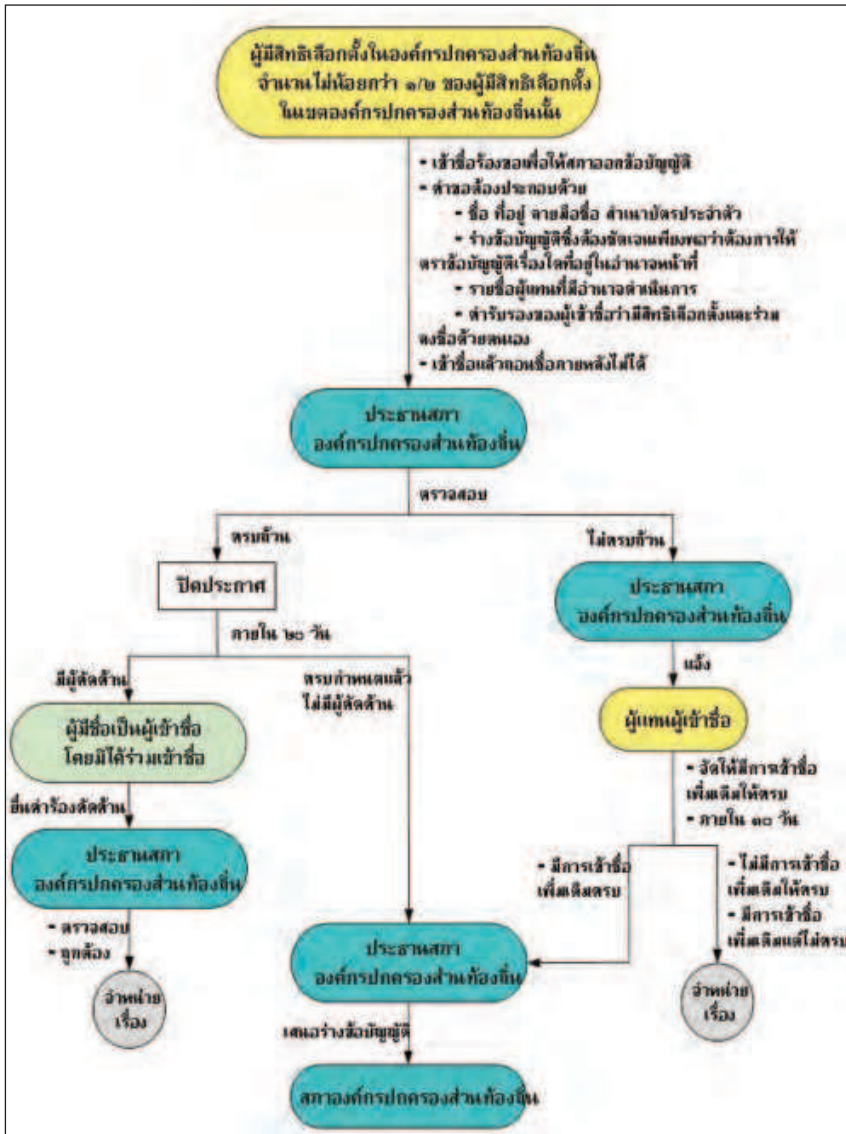 ผู้มีสิทธิเลือกตั้งในองค์กรปกครองส่วนท้องถิ่น
จำนวนไม่น้อยกว่า ๑/๒ ของผู้มีสิทธิเลือกตั้ง
ในเขตองค์กรปกครองส่วนท้องถิ่นนั้น
- เข้าชื่อร้องขอเพื่อให้สภาออกข้อบัญญัติ
- คำขอต้องประกอบด้วย
- ชื่อ ที่อยู่ ลายมือชื่อ สำเนาบัตรประจำตัว
- ร่างข้อบัญญัติซึ่งต้องชัดเจนเพียงพอว่าต้องการให้
ตราข้อบัญญัติเรื่องใดที่อยู่ในอำนาจหน้าที่
- รายชื่อผู้แทนที่มีอำนาจดำเนินการ
- คำรับรองของผู้เข้าชื่อว่ามีสิทธิเลือกตั้งและร่วม
ลงชื่อด้วยตนเอง
- เข้าชื่อแล้วถอนชื่อภายหลังไม่ได้
ประธานสภา
องค์กรปกครองส่วนท้องถิ่น
ตรวจสอบ
ครบถ้วน
ไม่ครบถ้วน
ปิดประกาศ
ประธานสภา
องค์กรปกครองส่วนท้องถิ่น
ภายใน ๒๐ วัน
แจ้ง
มีผู้คัดค้าน
ครบกำหนดแล้ว
ไม่มีผู้คัดค้าน
ผู้แทนผู้เข้าชื่อ
ผู้มีชื่อเป็นผู้เข้าชื่อ
โดยมิได้ร่วมเข้าชื่อ
- จัดให้มีการเข้าชื่อ
เพิ่มเติมให้ครบ
- ภายใน ๓๐ วัน
ยื่นคำร้องคัดค้าน
ประธานสภา
องค์กรปกครองส่วนท้องถิ่น
- มีการเข้าชื่อ
เพิ่มเติมครบ
- ไม่มีการเข้าชื่อ
เพิ่มเติมให้ครบ
- มีการเข้าชื่อ
เพิ่มเติมแต่ไม่ครบ
- ตรวจสอบ
- ถูกต้อง
ประธานสภา
องค์กรปกครองส่วนท้องถิ่น
จำหน่าย
เรื่อง
จำหน่าย
เรื่อง
เสนอร่างข้อบัญญัติ
สภาองค์กรปกครองส่วนท้องถิ่น